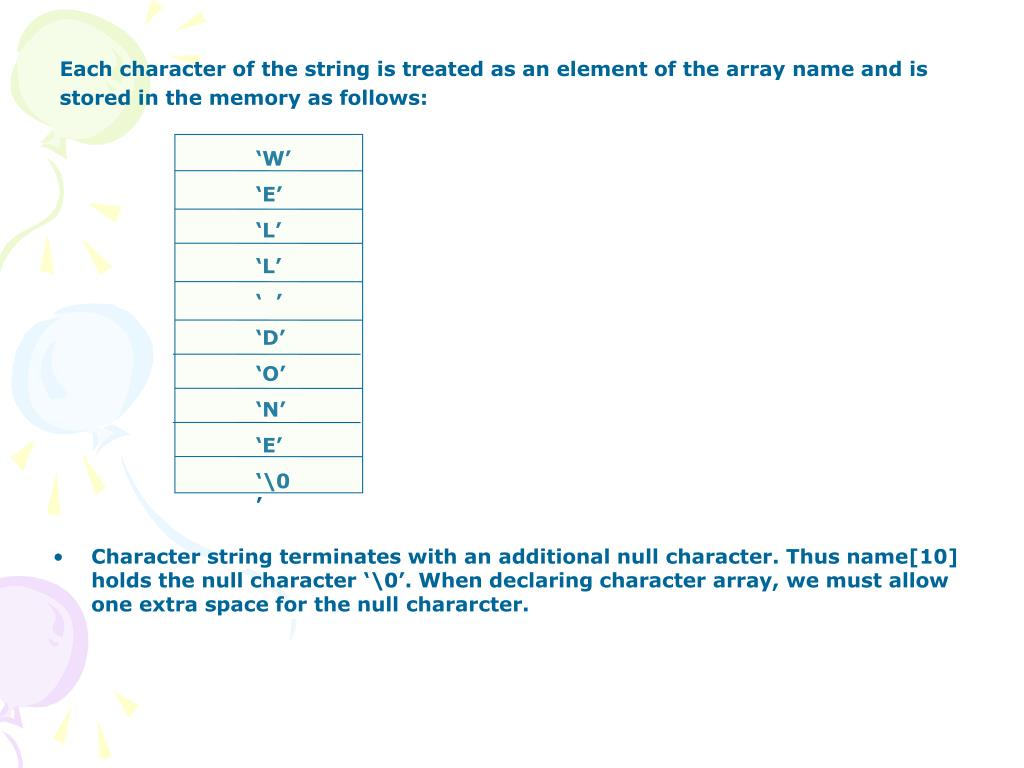 Each character of the string is treated as an element of the array name and is
stored in the memory as follows:
‘W’
‘E’
‘L’
‘L’
‘  ’
‘D’
‘O’
‘N’
‘E’
‘\0
’
• Character string terminates with an additional null character. Thus name[10]
holds the null character ‘\0’. When declaring character array, we must allow
one extra space for the null chararcter.